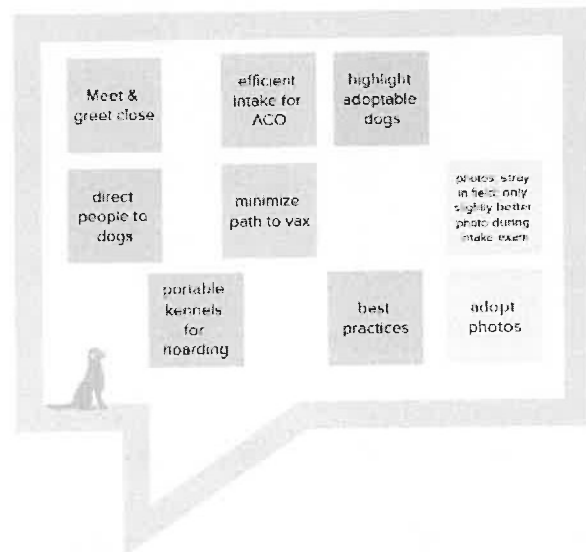 Meet &
greet close
efficient
intake for
ACO
highlight
adoptable
dogs
direct
people to
dogs
minimize
path to vax
photos: stray
in field; only
slightly better
photo during
intake exam
portable
kennels
for
hoarding
best
practices
adopt
photos